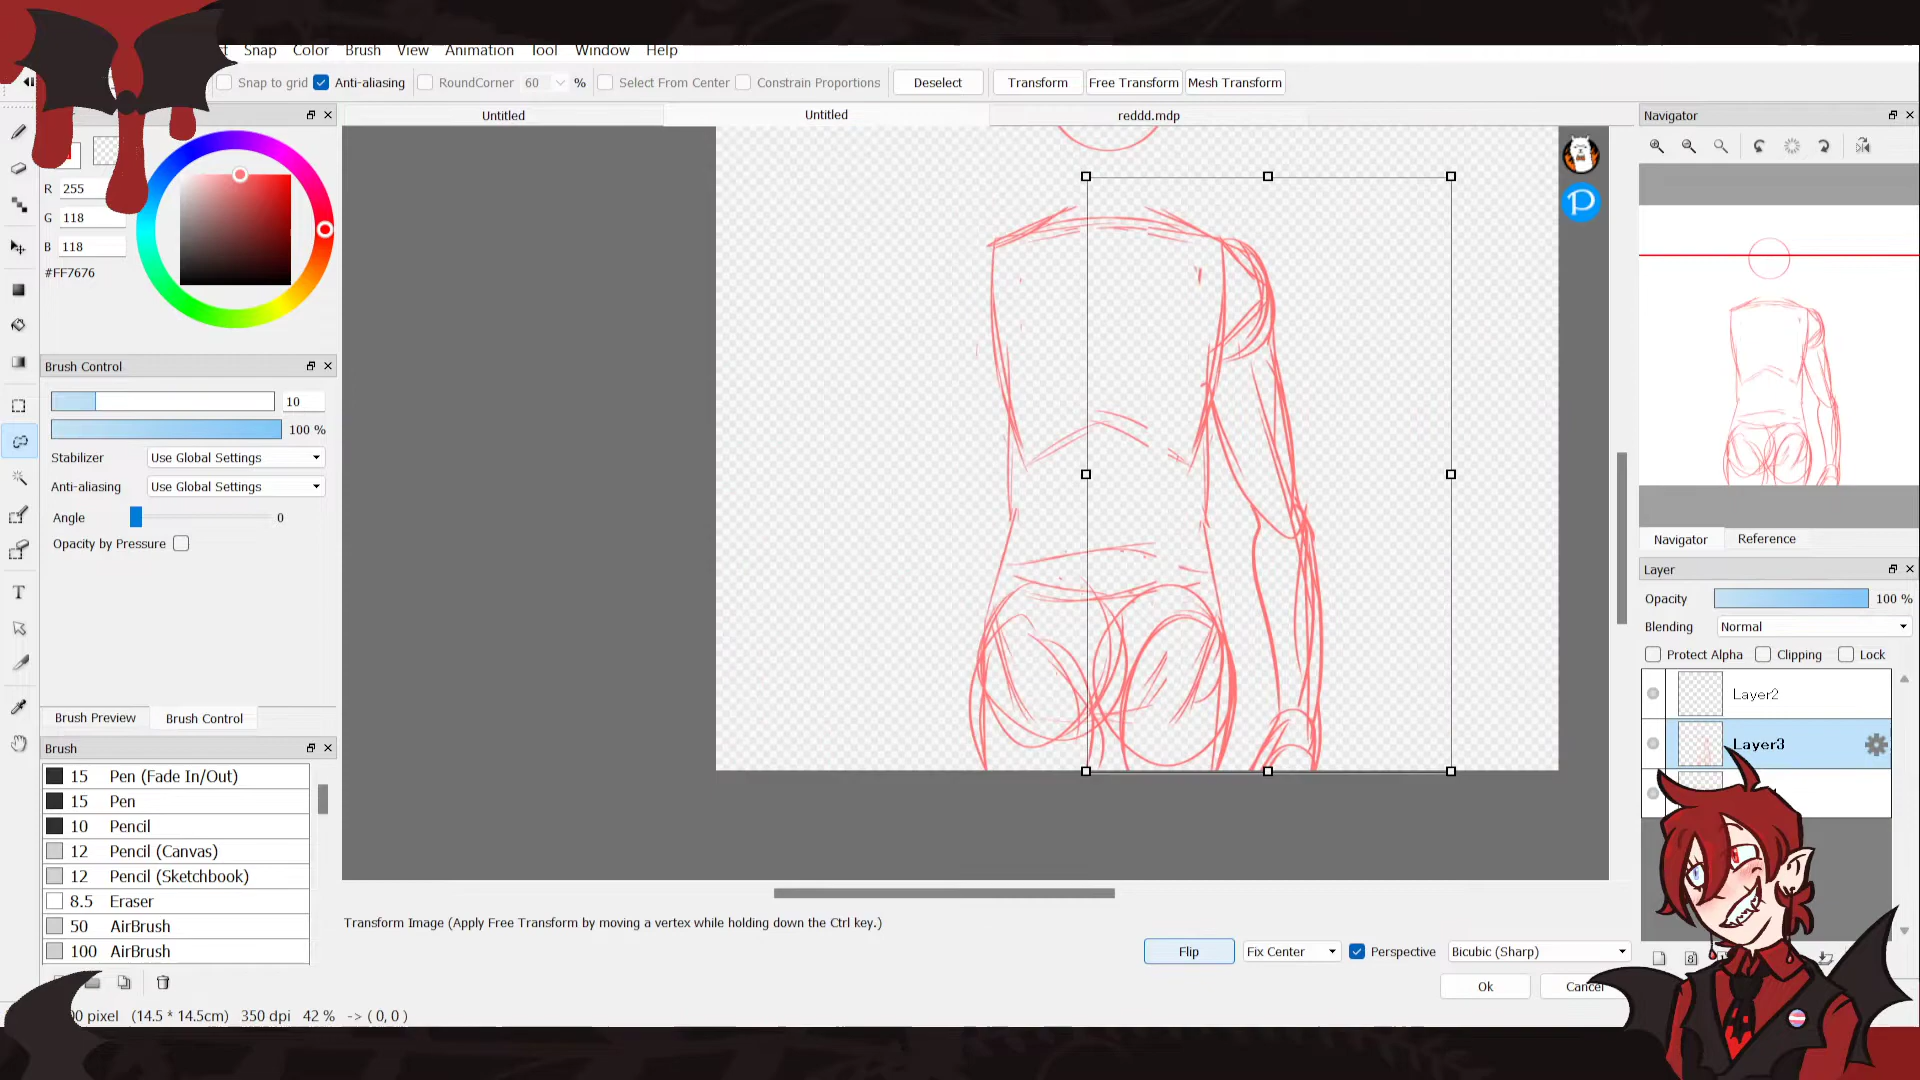 Snap Color Brush View Animation Tool Window Help
Snap to grid Anti-aliasing RoundCorner 60 % Select From Center Constrain Proportions Deselect Transform Free Transform Mesh Transform
Untitled Untitled reddd.mdp
R 255
G 118
B 118
#FF7676
Brush Control
10
100 %
Stabilizer Use Global Settings
Anti-aliasing Use Global Settings
Angle 0
Opacity by Pressure
Brush Preview Brush Control
Brush
15 Pen (Fade In/Out)
15 Pen
10 Pencil
12 Pencil (Canvas)
12 Pencil (Sketchbook)
8.5 Eraser
50 AirBrush
100 AirBrush
T
P
Navigator
Navigator Reference
Layer
Opacity 100 %
Blending Normal
Protect Alpha Clipping Lock
Layer2
Layer3
8
Transform Image (Apply Free Transform by moving a vertex while holding down the Ctrl key.)
Flip Fix Center Perspective Bicubic (Sharp)
Ok Cancel
pixel (14.5 * 14.5cm) 350 dpi 42 % -> ( 0, 0 )